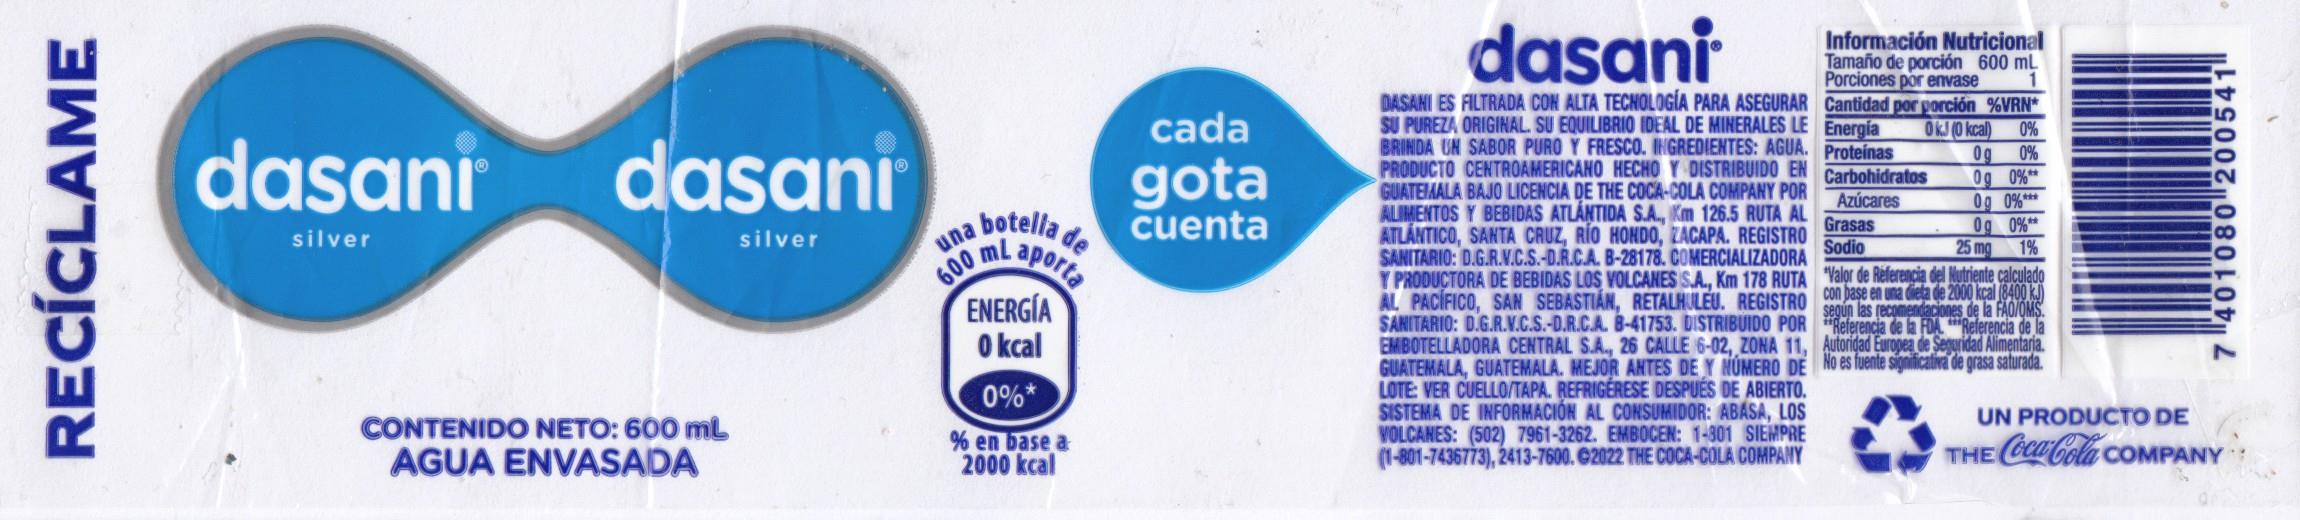 RECÍCLAME
dasani®
silver
dasani®
silver
CONTENIDO NETO: 600 mL
AGUA ENVASADA
una botella de
600 mL aporta
ENERGÍA
0 kcal
0%*
% en base a
2000 kcal
cada
gota
cuenta
dasani®
DASANI ES FILTRADA CON ALTA TECNOLOGÍA PARA ASEGURAR
SU PUREZA ORIGINAL. SU EQUILIBRIO IDEAL DE MINERALES LE
BRINDA UN SABOR PURO Y FRESCO. INGREDIENTES: AGUA.
PRODUCTO CENTROAMERICANO HECHO Y DISTRIBUIDO EN
GUATEMALA BAJO LICENCIA DE THE COCA-COLA COMPANY POR
ALIMENTOS Y BEBIDAS ATLÁNTIDA S.A., Km 126.5 RUTA AL
ATLÁNTICO, SANTA CRUZ, RÍO HONDO, ZACAPA. REGISTRO
SANITARIO: D.G.R.V.C.S.-D.R.C.A. B-28178. COMERCIALIZADORA
Y PRODUCTORA DE BEBIDAS LOS VOLCANES S.A., Km 178 RUTA
AL PACÍFICO, SAN SEBASTIÁN, RETALHULEU. REGISTRO
SANITARIO: D.G.R.V.C.S.-D.R.C.A. B-41753. DISTRIBUIDO POR
EMBOTELLADORA CENTRAL S.A., 26 CALLE 6-02, ZONA 11,
GUATEMALA, GUATEMALA. MEJOR ANTES DE Y NÚMERO DE
LOTE: VER CUELLO/TAPA. REFRIGÉRESE DESPUÉS DE ABIERTO.
SISTEMA DE INFORMACIÓN AL CONSUMIDOR: ABASA, LOS
VOLCANES: (502) 7961-3262. EMBOCEN: 1-801 SIEMPRE
(1-801-7436773), 2413-7600. ©2022 THE COCA-COLA COMPANY
Información Nutricional
Tamaño de porción 600 mL
Porciones por envase 1
Cantidad por porción %VRN*
Energía 0 kJ (0 kcal) 0%
Proteínas 0 g 0%
Carbohidratos 0 g 0%**
Azúcares 0 g 0%***
Grasas 0 g 0%**
Sodio 25 mg 1%
*Valor de Referencia del Nutriente calculado
con base en una dieta de 2000 kcal (8400 kJ)
según las recomendaciones de la FAO/OMS.
**Referencia de la FDA. ***Referencia de la
Autoridad Europea de Seguridad Alimentaria.
No es fuente significativa de grasa saturada.
7 401080 200541
UN PRODUCTO DE
THE Coca-Cola COMPANY